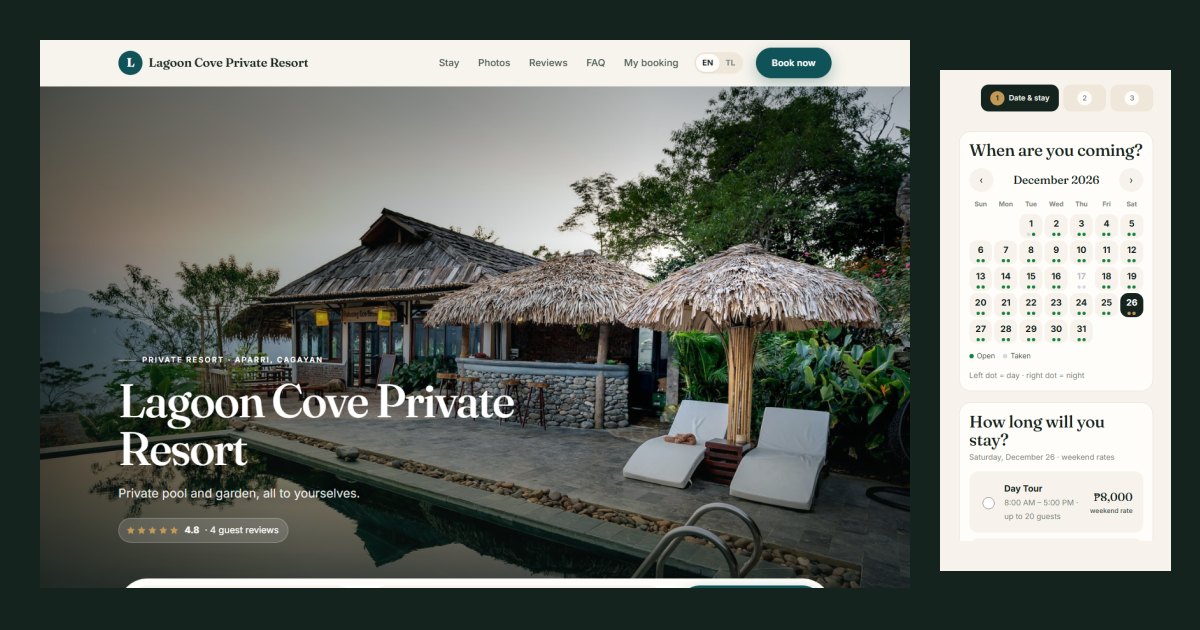 L Lagoon Cove Private Resort
Stay Photos Reviews FAQ My booking EN TL Book now
PRIVATE RESORT · APARRI, CAGAYAN
Lagoon Cove Private
Resort
Private pool and garden, all to yourselves.
★★★★★ 4.8 · 4 guest reviews
1 Date & stay 2 3
When are you coming?
‹ December 2026 ›
Sun Mon Tue Wed Thu Fri Sat
1 2 3 4 5
6 7 8 9 10 11 12
13 14 15 16 17 18 19
20 21 22 23 24 25 26
27 28 29 30 31
Open Taken
Left dot = day · right dot = night
How long will you
stay?
Saturday, December 26 · weekend rates
Day Tour
8:00 AM – 5:00 PM ·
up to 20 guests
₱8,000
weekend rate